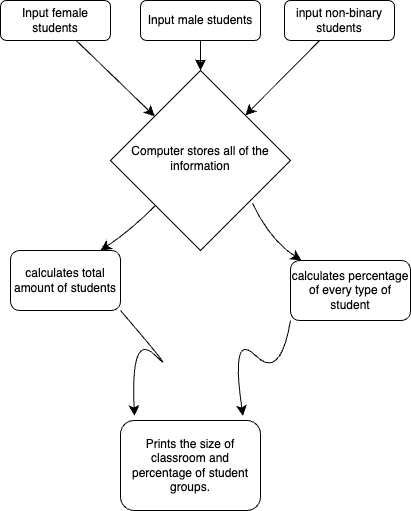 Input female
students
Input male students
input non-binary
students
Computer stores all of the
information
calculates total
amount of students
calculates percentage
of every type of
student
Prints the size of
classroom and
percentage of student
groups.